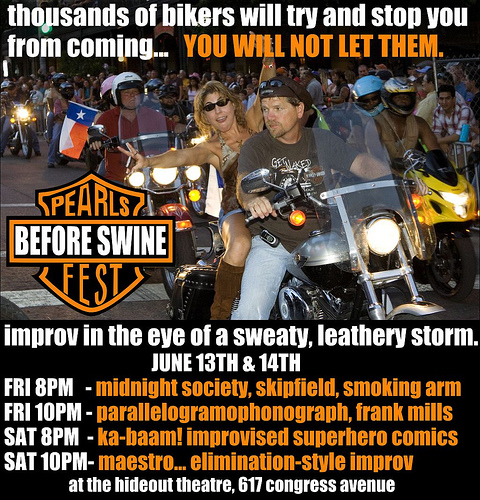 thousands of bikers will try and stop you
from coming... YOU WILL NOT LET THEM.
GET NAKED
PEARLS
BEFORE SWINE
FEST
improv in the eye of a sweaty, leathery storm.
JUNE 13TH & 14TH
FRI 8PM - midnight society, skipfield, smoking arm
FRI 10PM - parallelogramophonograph, frank mills
SAT 8PM - ka-baam! improvised superhero comics
SAT 10PM- maestro... elimination-style improv
at the hideout theatre, 617 congress avenue